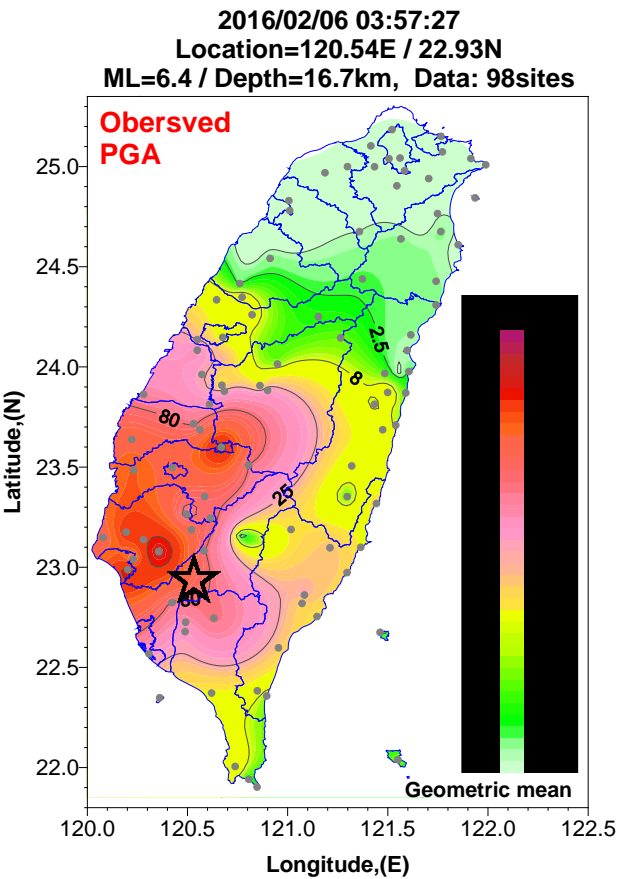 2016/02/06 03:57:27
Location=120.54E / 22.93N
ML=6.4 / Depth=16.7km, Data: 98sites
Obersved
PGA
25.0
24.5
24.0
23.5
23.0
22.5
22.0
Latitude,(N)
2.5
8
80
25
80
Geometric mean
120.0 120.5 121.0 121.5 122.0 122.5
Longitude,(E)